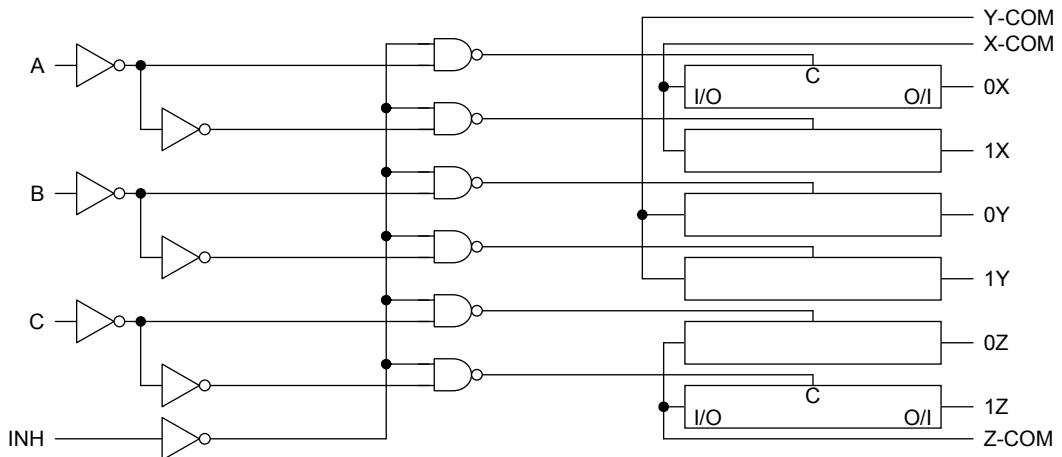 Y-COM
X-COM
A
C
I/O
O/I
0X
1X
B
0Y
1Y
C
0Z
C
I/O
O/I
1Z
INH
Z-COM